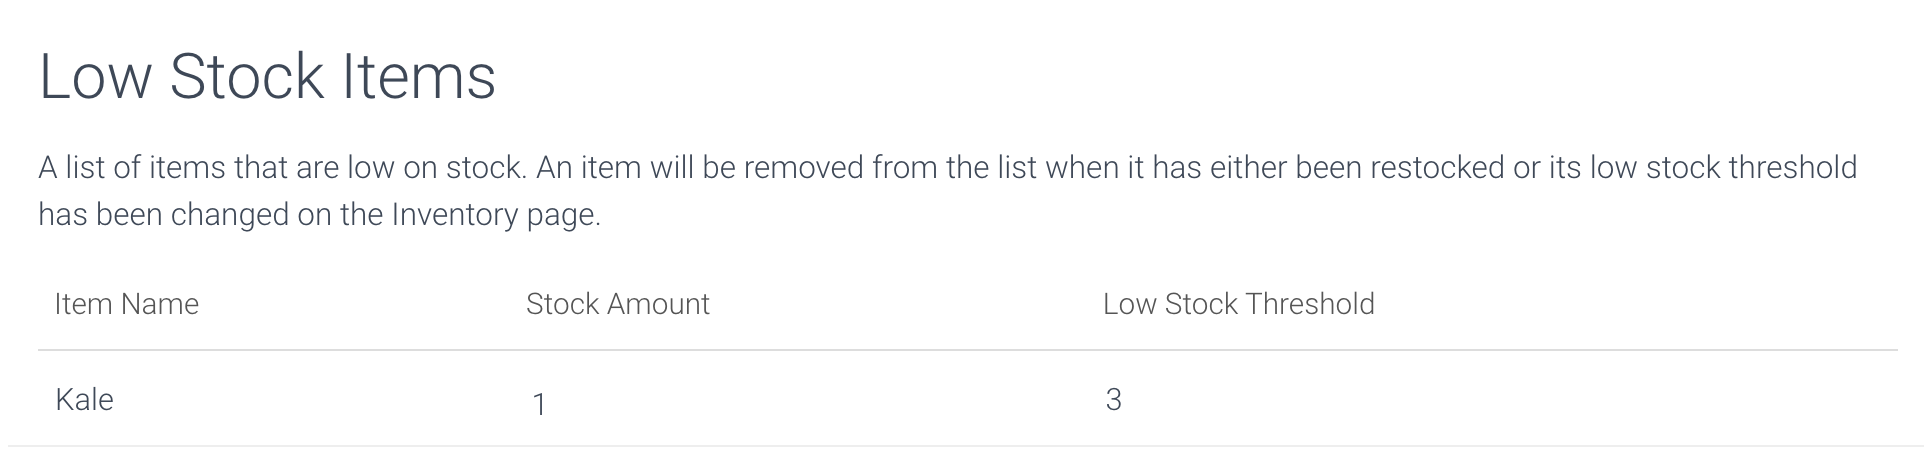 Low Stock Items
A list of items that are low on stock. An item will be removed from the list when it has either been restocked or its low stock threshold
has been changed on the Inventory page.
Item Name Stock Amount Low Stock Threshold
Kale 1 3